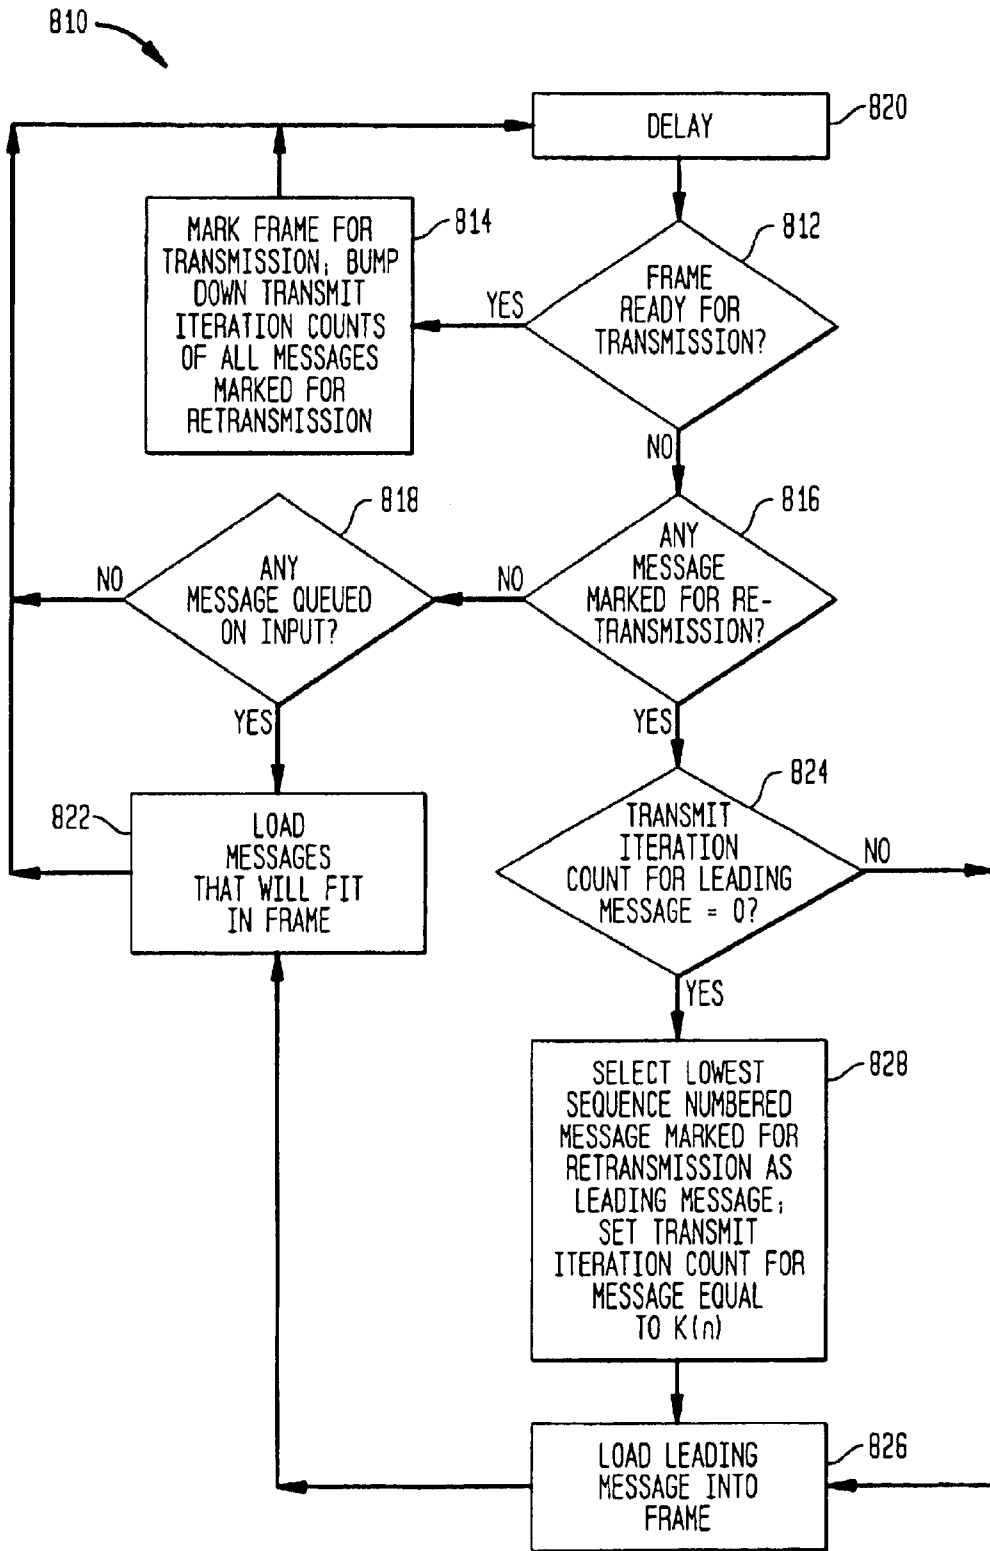 810
DELAY
820
MARK FRAME FOR
TRANSMISSION; BUMP
DOWN TRANSMIT
ITERATION COUNTS
OF ALL MESSAGES
MARKED FOR
RETRANSMISSION
814
YES
FRAME
READY FOR
TRANSMISSION?
812
NO
818
ANY
MESSAGE QUEUED
ON INPUT?
NO
YES
NO
ANY
MESSAGE
MARKED FOR RE-
TRANSMISSION?
816
YES
822
LOAD
MESSAGES
THAT WILL FIT
IN FRAME
TRANSMIT
ITERATION
COUNT FOR LEADING
MESSAGE = 0?
824
NO
YES
SELECT LOWEST
SEQUENCE NUMBERED
MESSAGE MARKED FOR
RETRANSMISSION AS
LEADING MESSAGE;
SET TRANSMIT
ITERATION COUNT FOR
MESSAGE EQUAL
TO K(n)
828
LOAD LEADING
MESSAGE INTO
FRAME
826